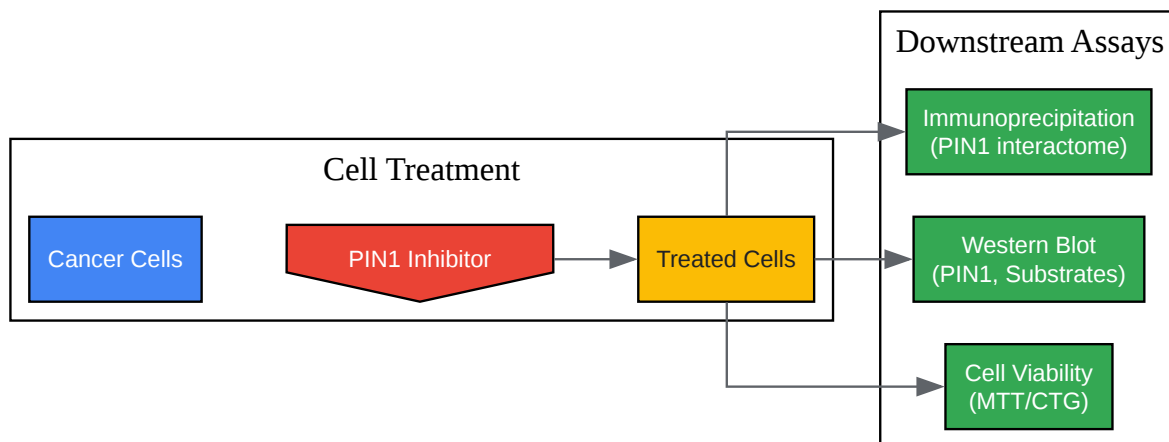 Downstream Assays
Immunoprecipitation
(PIN1 interactome)
Cell Treatment
Cancer Cells
PIN1 Inhibitor
Treated Cells
Western Blot
(PIN1, Substrates)
Cell Viability
(MTT/CTG)